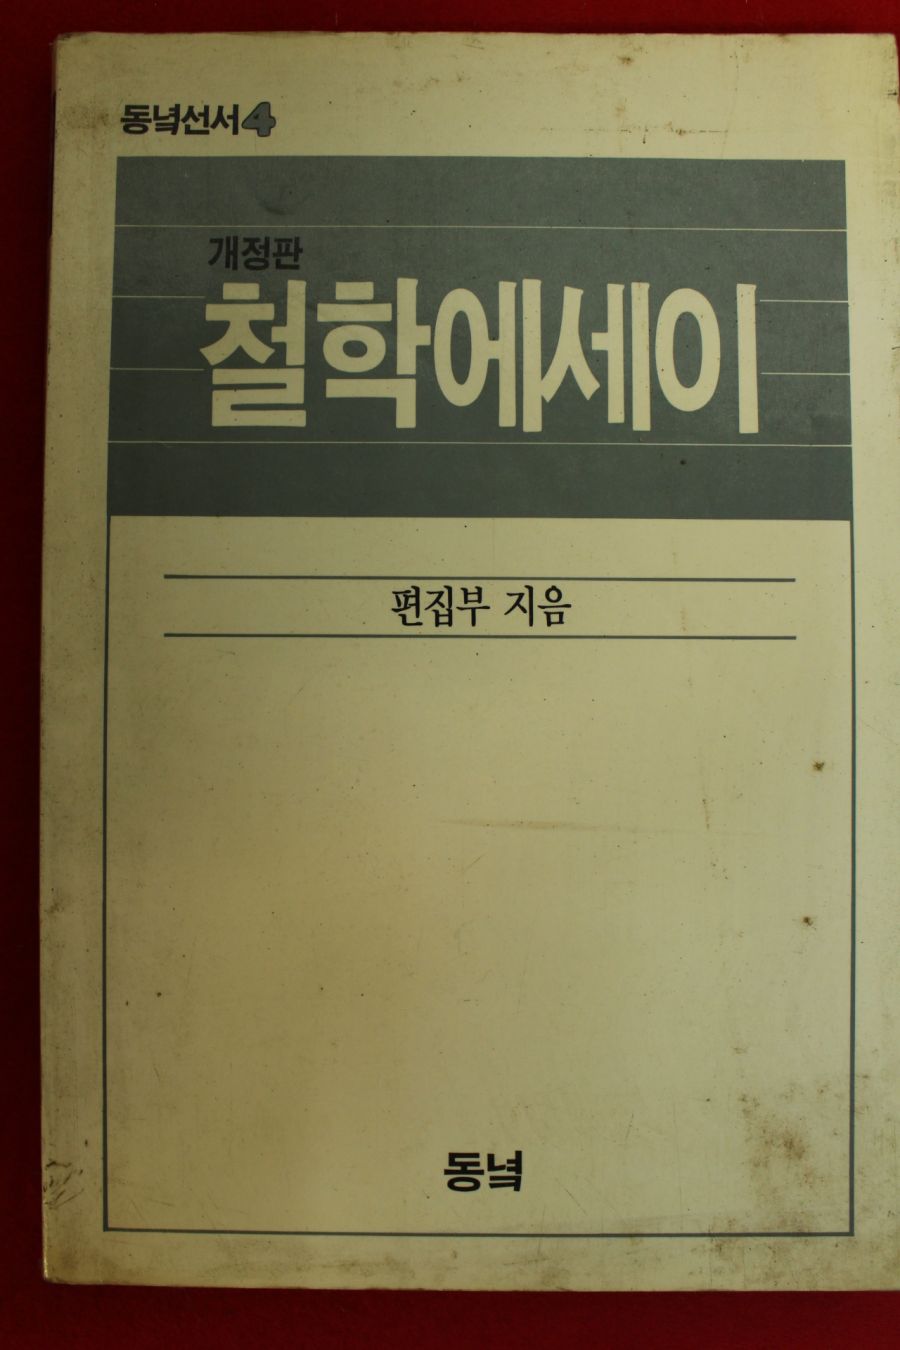 동녘선서4
개정판
철학에세이
편집부 지음
동녘